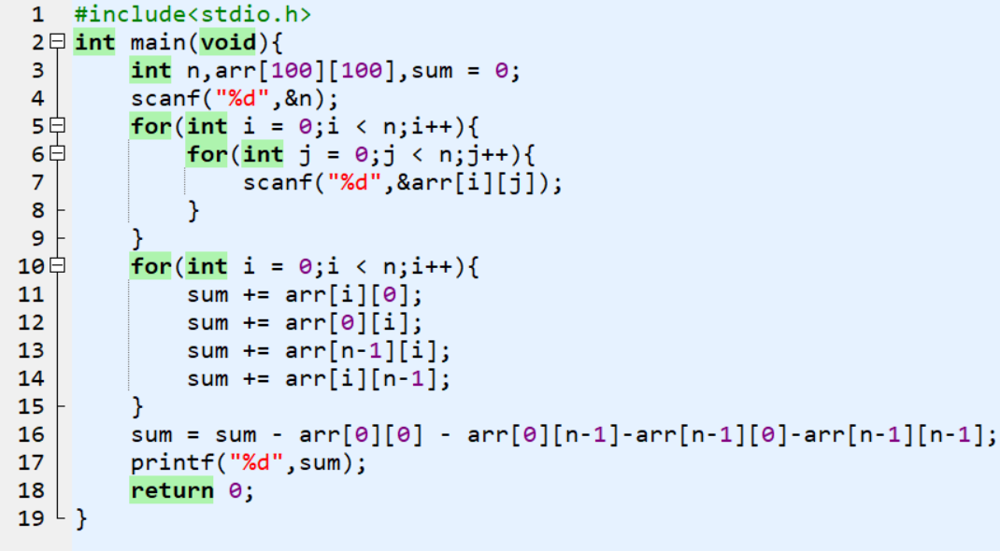 1 #include<stdio.h>
2 int main(void){
3 int n,arr[100][100],sum = 0;
4 scanf("%d",&n);
5 for(int i = 0;i < n;i++){
6 for(int j = 0;j < n;j++){
7 scanf("%d",&arr[i][j]);
8 }
9 }
10 for(int i = 0;i < n;i++){
11 sum += arr[i][0];
12 sum += arr[0][i];
13 sum += arr[n-1][i];
14 sum += arr[i][n-1];
15 }
16 sum = sum - arr[0][0] - arr[0][n-1]-arr[n-1][0]-arr[n-1][n-1];
17 printf("%d",sum);
18 return 0;
19 }